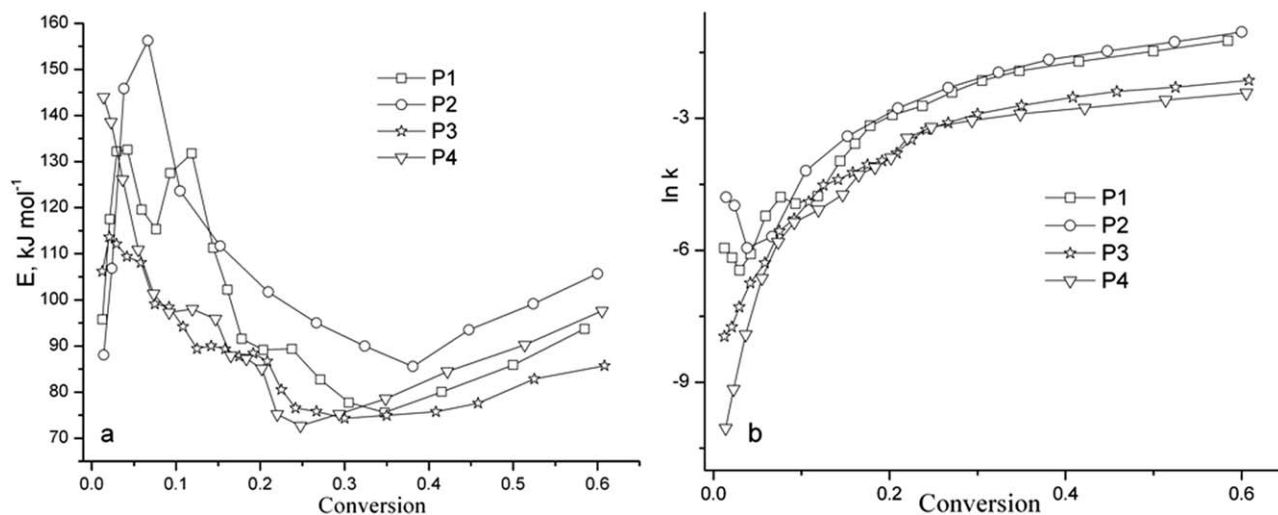 160
150
140
130
120
110
100
90
80
70
E, kJ mol⁻¹
P1
P2
P3
P4
a
0.0 0.1 0.2 0.3 0.4 0.5 0.6
Conversion
-3
-6
-9
ln k
P1
P2
P3
P4
b
0.0 0.2 0.4 0.6
Conversion